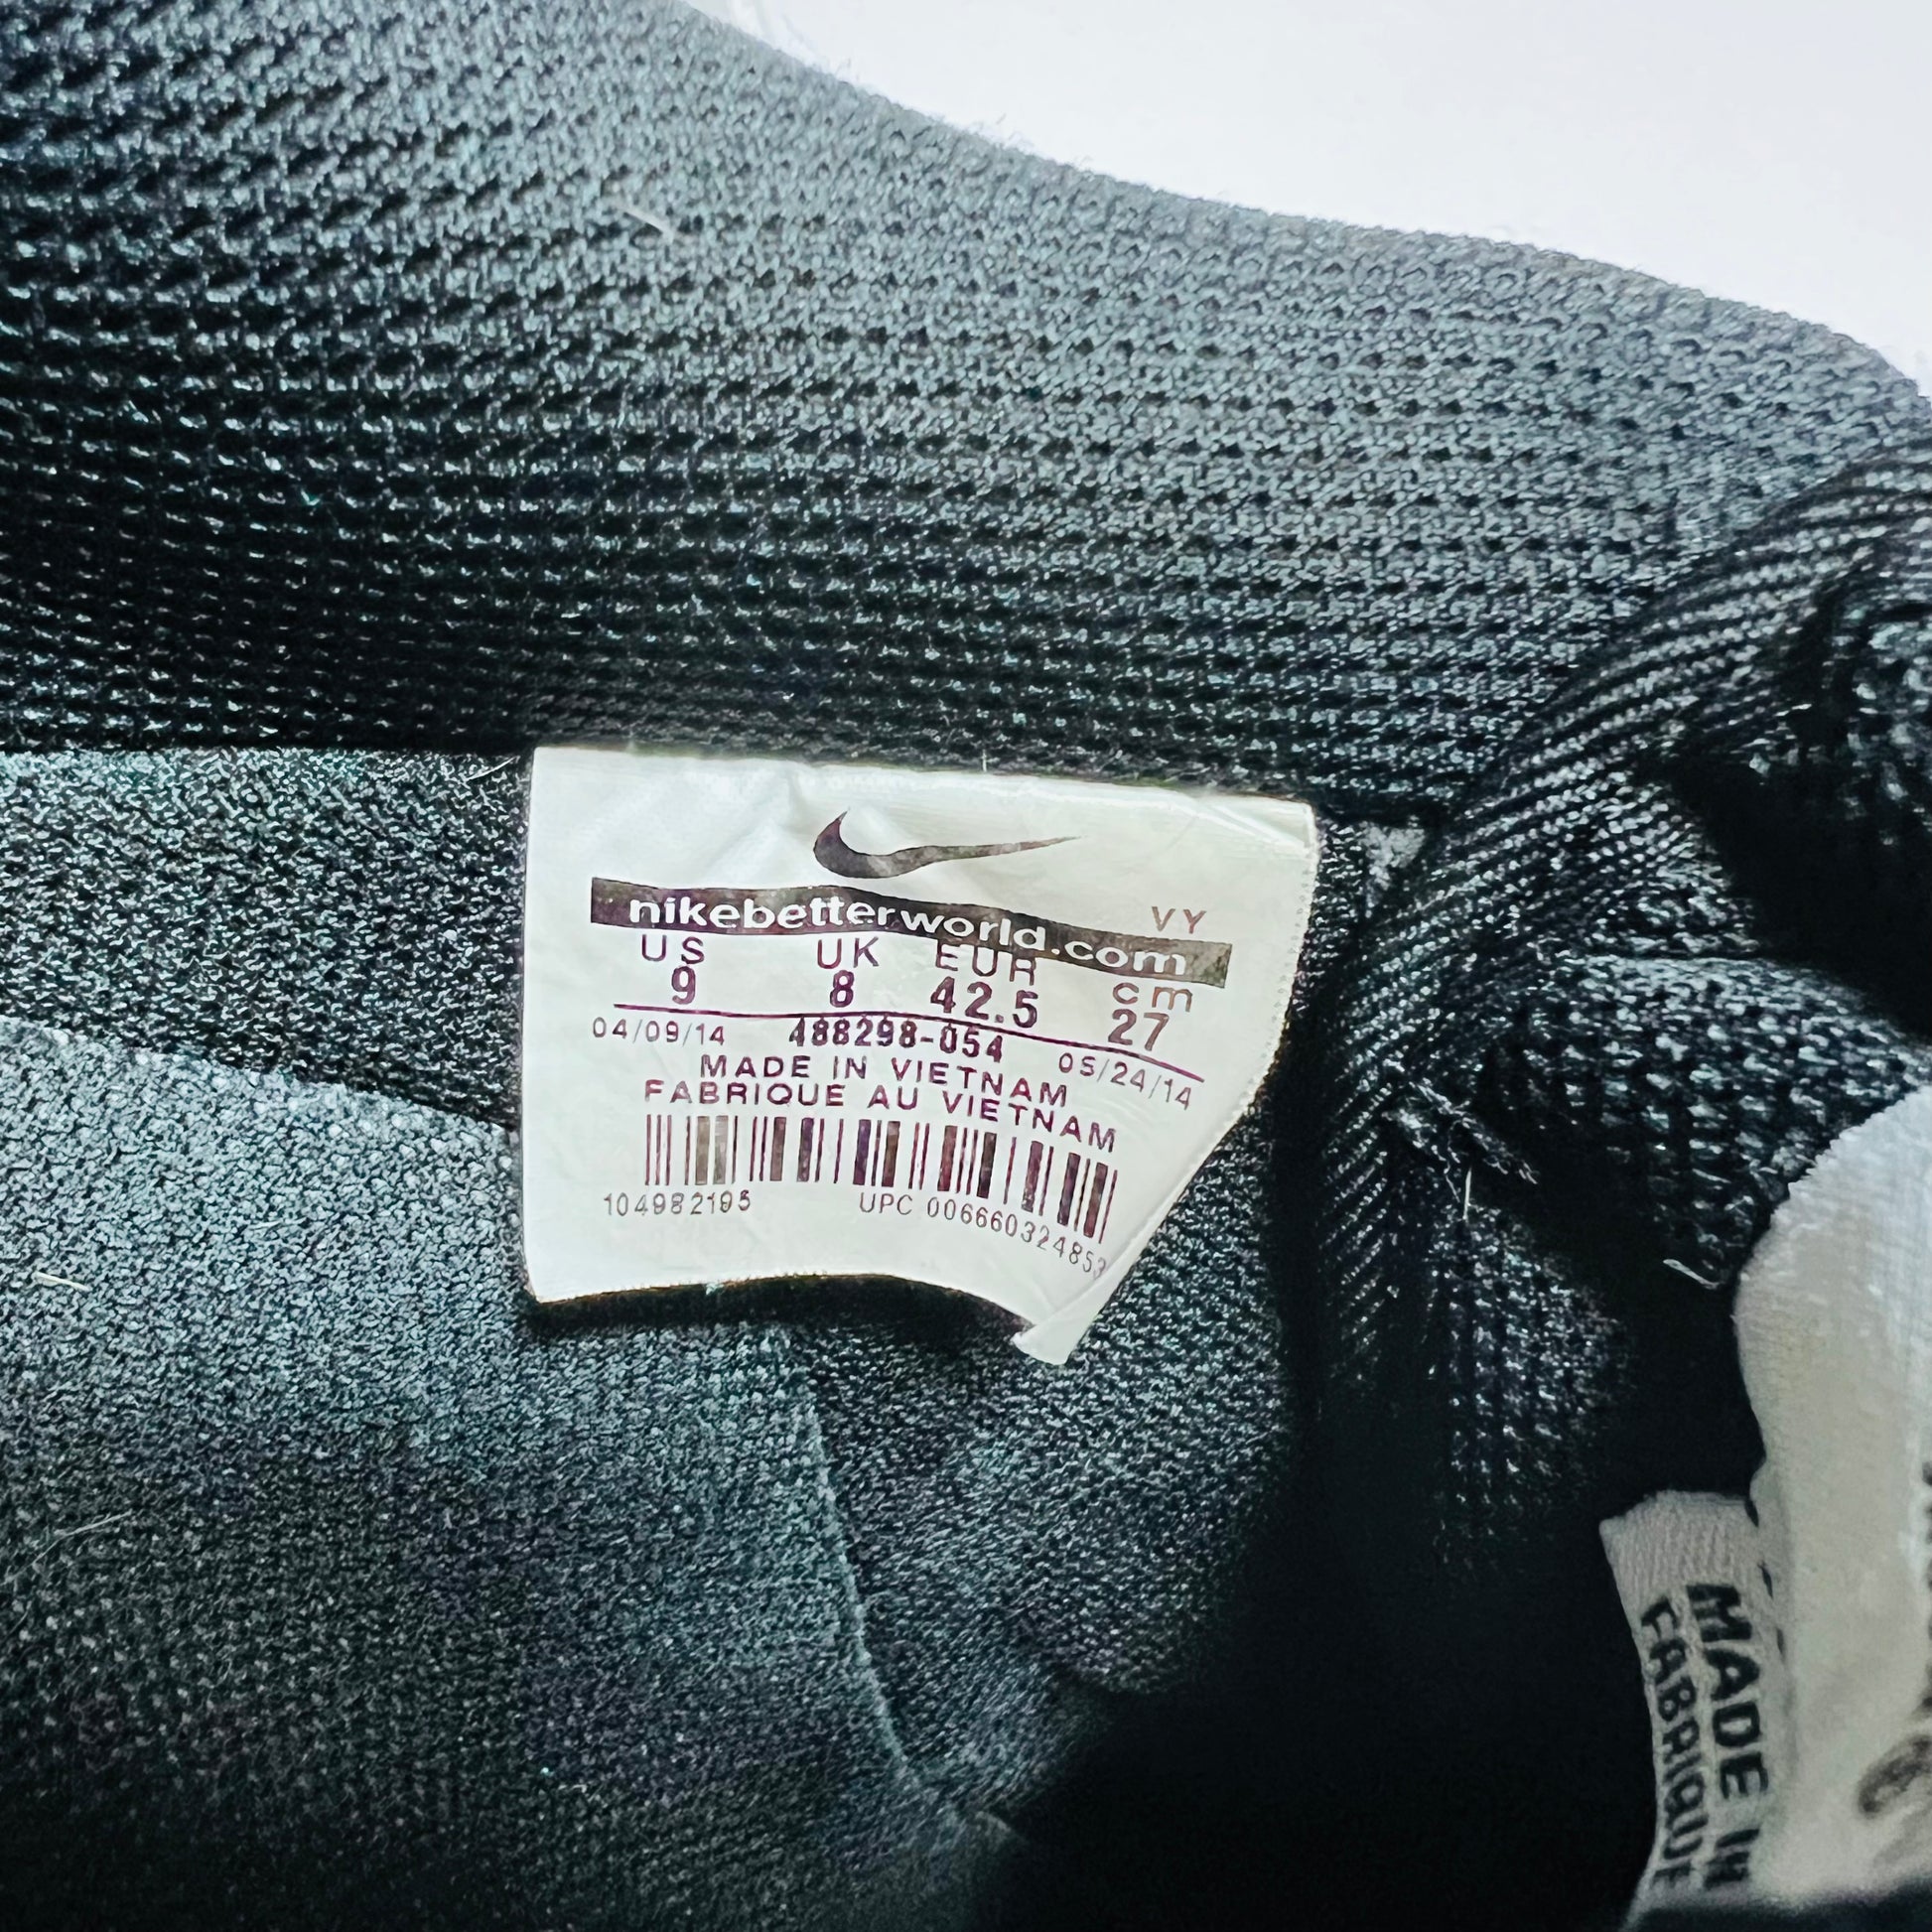 nikebetterworld.com
VY
US UK EUR cm
9 8 42.5 27
04/09/14 488298-054 05/24/14
MADE IN VIETNAM
FABRIQUE AU VIETNAM
104982195 UPC 00666032485
MADE IN
FABRIQUE